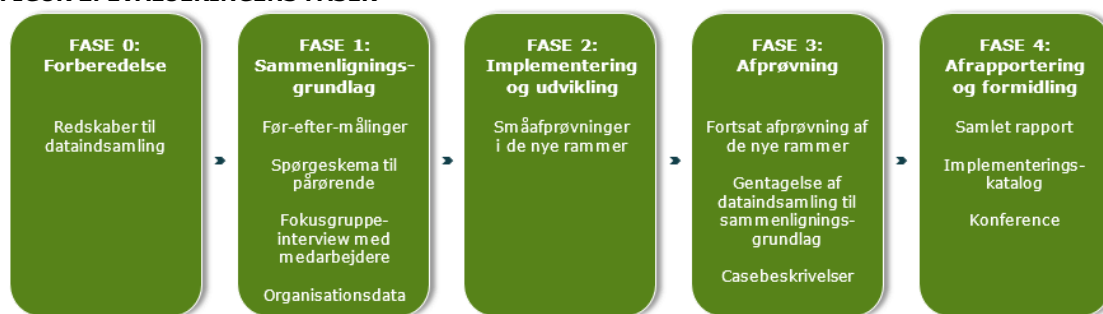 FASE 0:
Forberedelse
Redskaber til
dataindsamling
FASE 1:
Sammenlignings-
grundlag
Før-efter-målinger
Spørgeskema til
pårørende
Fokusgruppe-
interview med
medarbejdere
Organisationsdata
FASE 2:
Implementering
og udvikling
Småafprøvninger
i de nye rammer
FASE 3:
Afprøvning
Fortsat afprøvning af
de nye rammer
Gentagelse af
dataindsamling til
sammenlignings-
grundlag
Casebeskrivelser
FASE 4:
Afrapportering
og formidling
Samlet rapport
Implementerings-
katalog
Konference